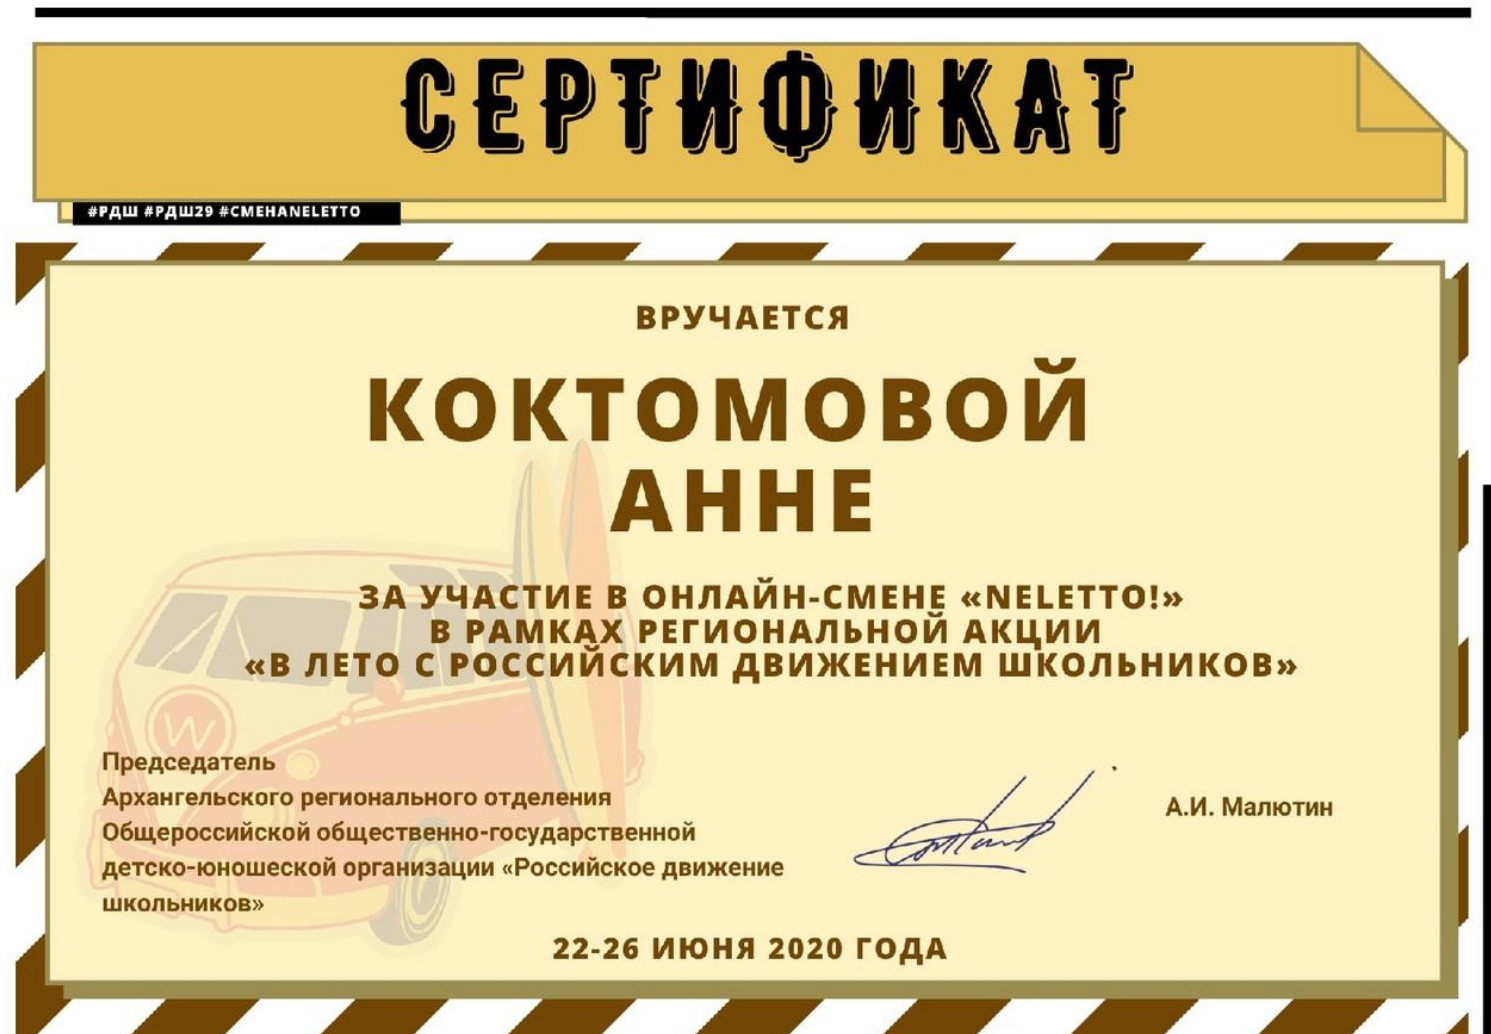 СЕРТИФИКАТ
#РДШ #РДШ29 #СМЕНАNELETTO
ВРУЧАЕТСЯ
КОКТОМОВОЙ
АННЕ
ЗА УЧАСТИЕ В ОНЛАЙН-СМЕНЕ «NELETTO!»
В РАМКАХ РЕГИОНАЛЬНОЙ АКЦИИ
«В ЛЕТО С РОССИЙСКИМ ДВИЖЕНИЕМ ШКОЛЬНИКОВ»
Председатель
Архангельского регионального отделения
Общероссийской общественно-государственной
детско-юношеской организации «Российское движение
школьников»
А.И. Малютин
22-26 ИЮНЯ 2020 ГОДА